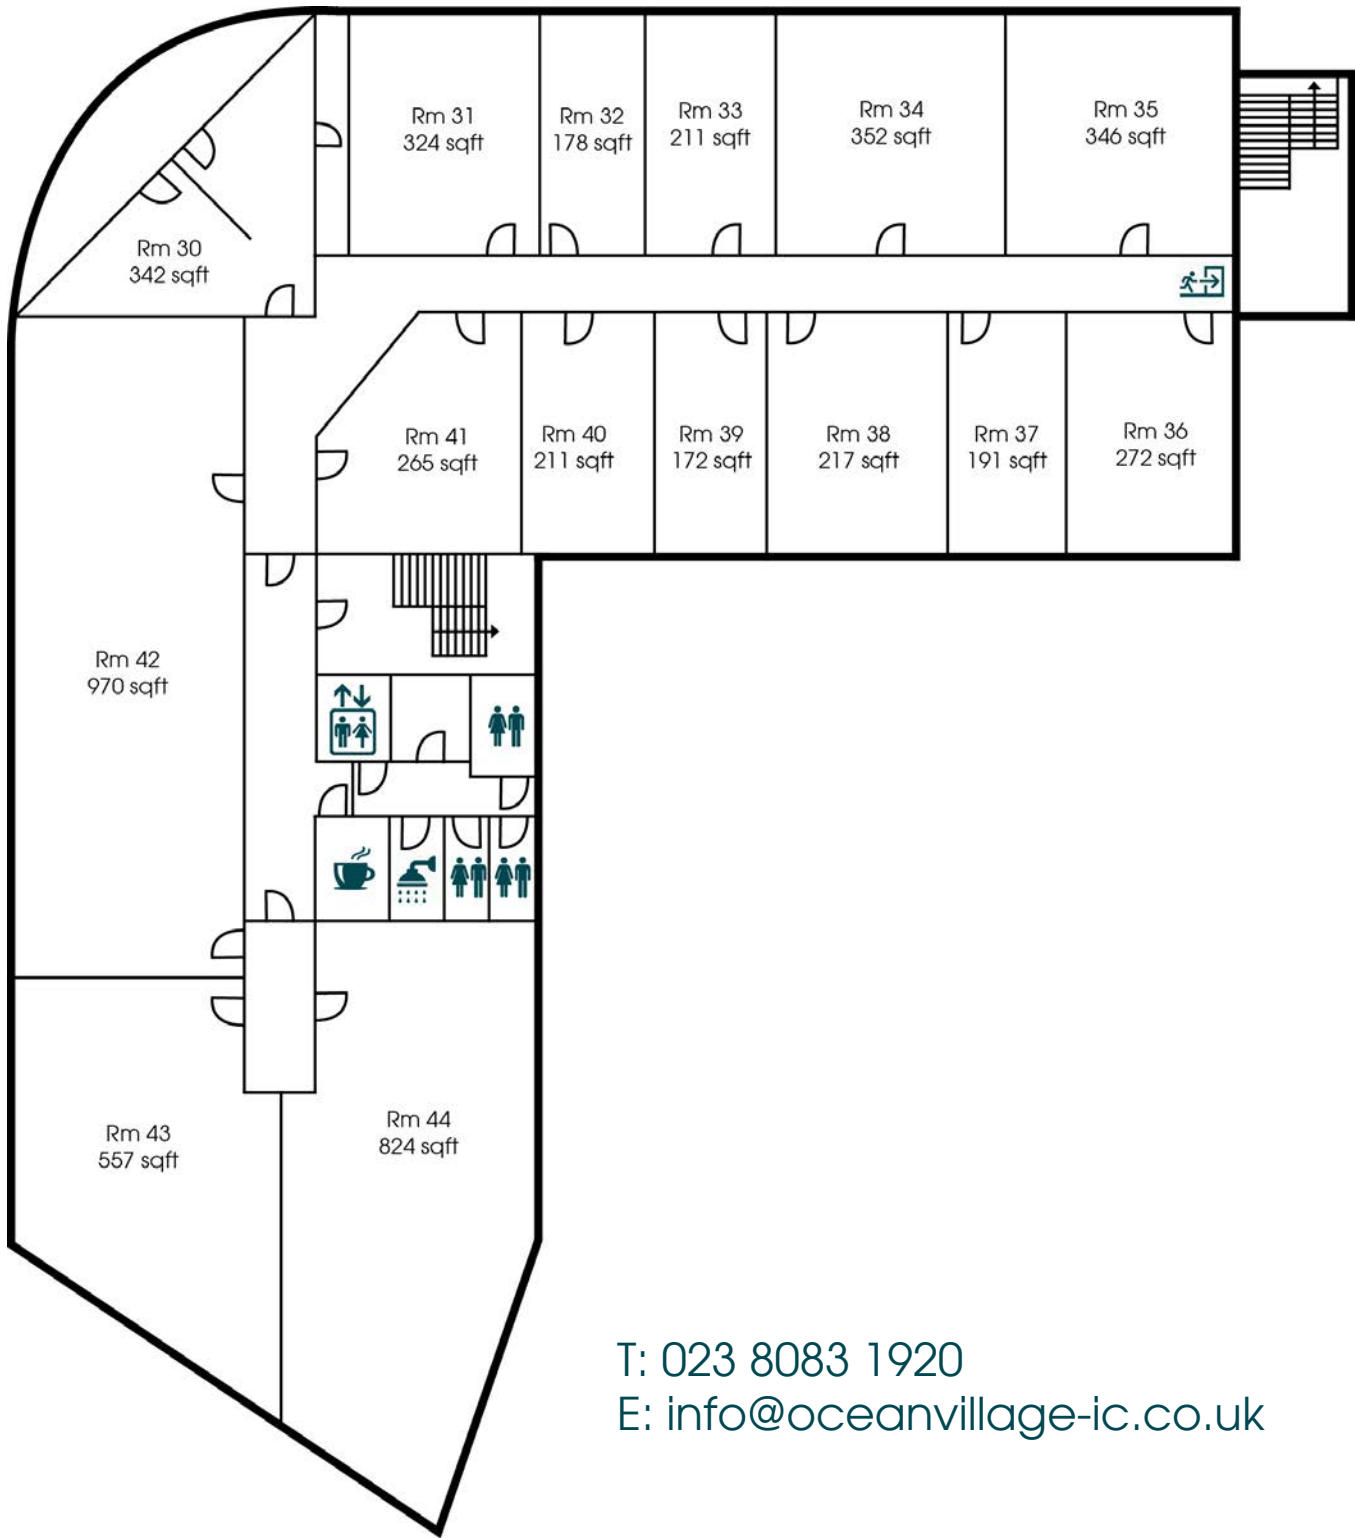 Rm 31
324 sqft
Rm 32
178 sqft
Rm 33
211 sqft
Rm 34
352 sqft
Rm 35
346 sqft
Rm 30
342 sqft
Rm 41
265 sqft
Rm 40
211 sqft
Rm 39
172 sqft
Rm 38
217 sqft
Rm 37
191 sqft
Rm 36
272 sqft
Rm 42
970 sqft
Rm 43
557 sqft
Rm 44
824 sqft
T: 023 8083 1920
E: info@oceanvillage-ic.co.uk